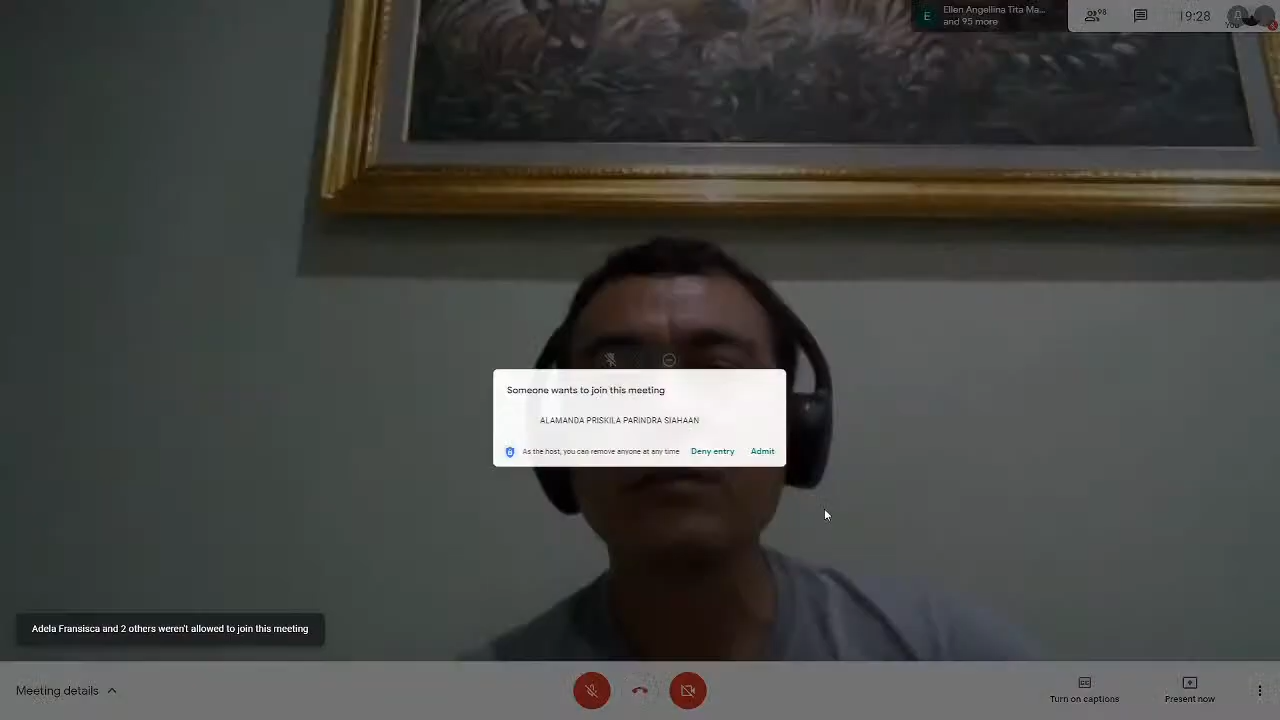 Ellen Angellina Tita Ma...
E
and 95 more
98
19:28
You
Someone wants to join this meeting
ALAMANDA PRISKILA PARINDRA SIAHAAN
As the host, you can remove anyone at any time
Deny entry
Admit
Adela Fransisca and 2 others weren't allowed to join this meeting
Meeting details
Turn on captions
Present now